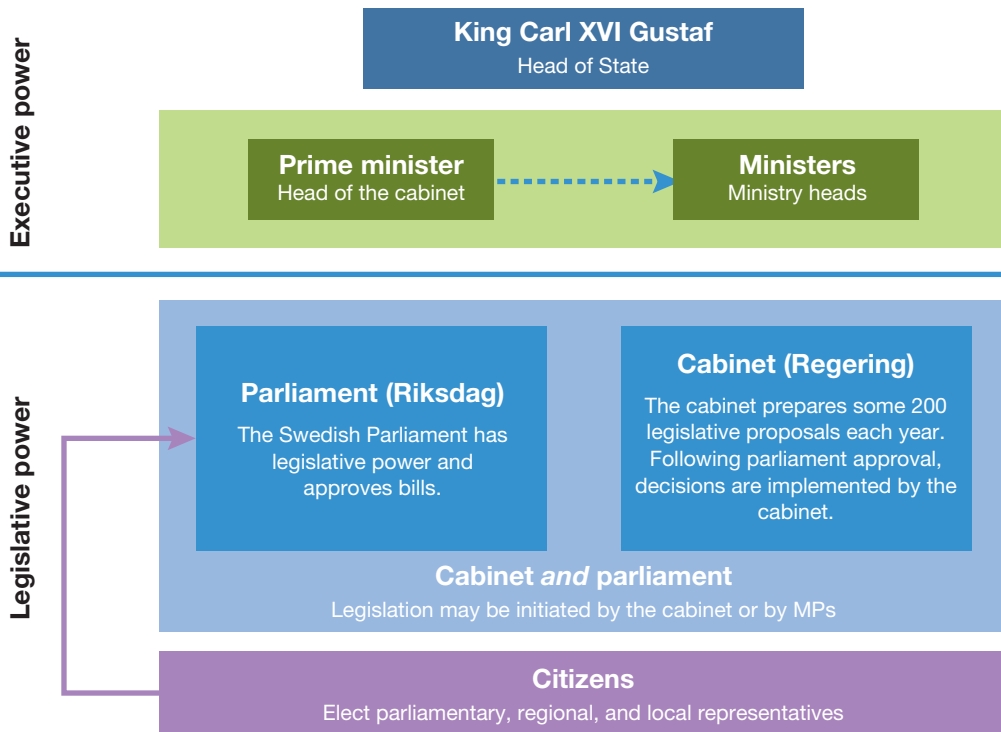 Executive power
King Carl XVI Gustaf
Head of State
Prime minister
Head of the cabinet
Ministers
Ministry heads
Legislative power
Parliament (Riksdag)
The Swedish Parliament has
legislative power and
approves bills.
Cabinet (Regering)
The cabinet prepares some 200
legislative proposals each year.
Following parliament approval,
decisions are implemented by the
cabinet.
Cabinet and parliament
Legislation may be initiated by the cabinet or by MPs
Citizens
Elect parliamentary, regional, and local representatives